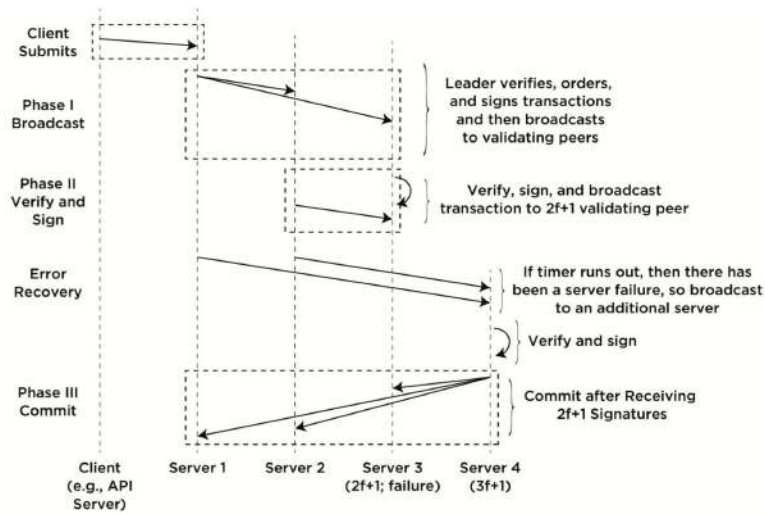 Client
Submits
Phase I
Broadcast
Leader verifies, orders,
and signs transactions
and then broadcasts
to validating peers
Phase II
Verify and
Sign
Verify, sign, and broadcast
transaction to 2f+1 validating peer
Error
Recovery
If timer runs out, then there has
been a server failure, so broadcast
to an additional server
Verify and sign
Phase III
Commit
Commit after Receiving
2f+1 Signatures
Client
(e.g., API
Server)
Server 1
Server 2
Server 3
(2f+1; failure)
Server 4
(3f+1)